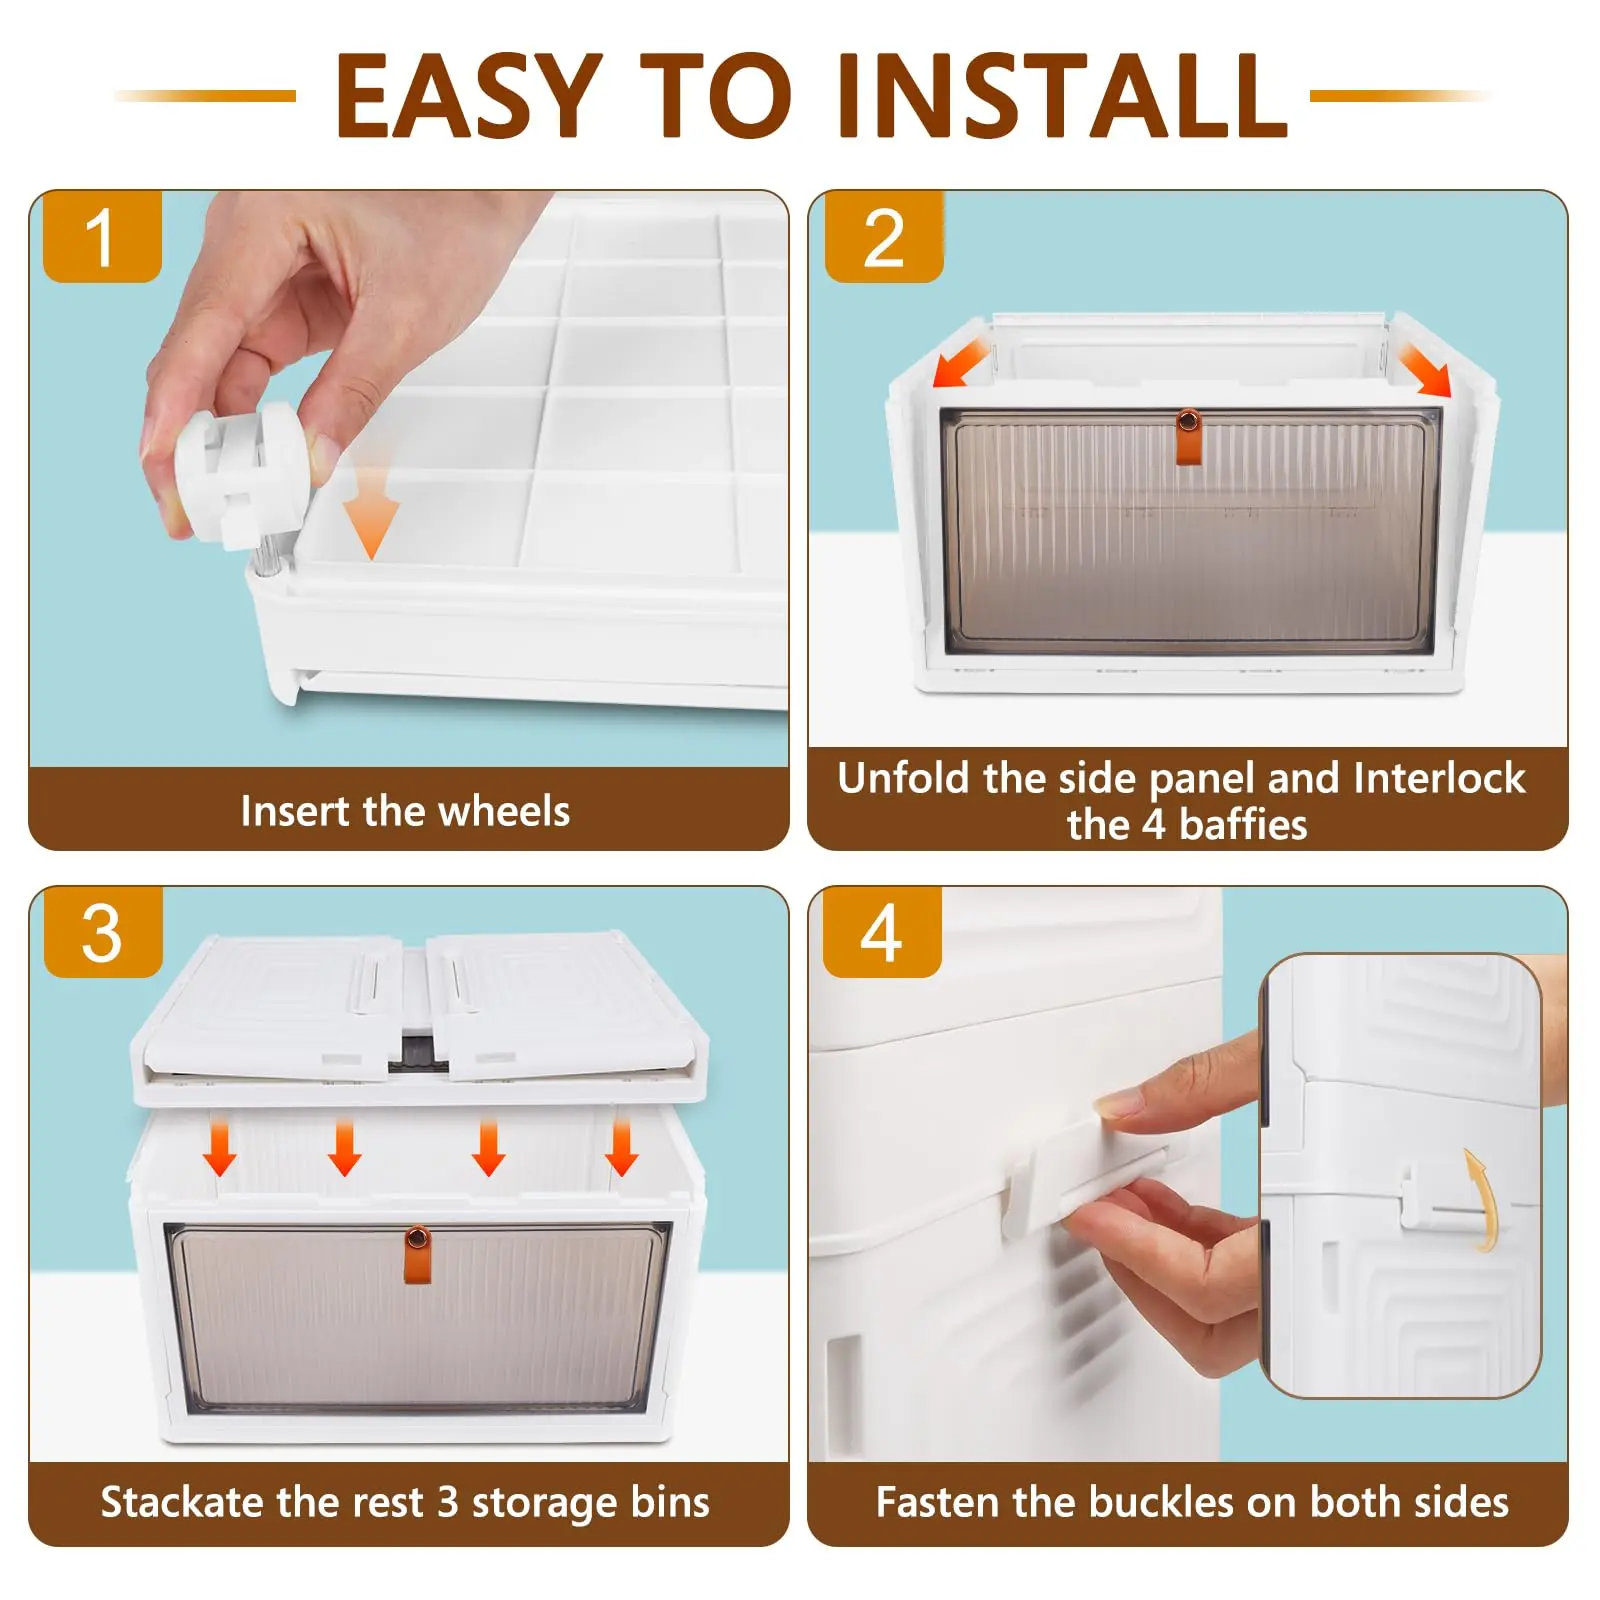 EASY TO INSTALL
1
2
Insert the wheels
Unfold the side panel and Interlock
the 4 baffies
3
4
Stackate the rest 3 storage bins
Fasten the buckles on both sides